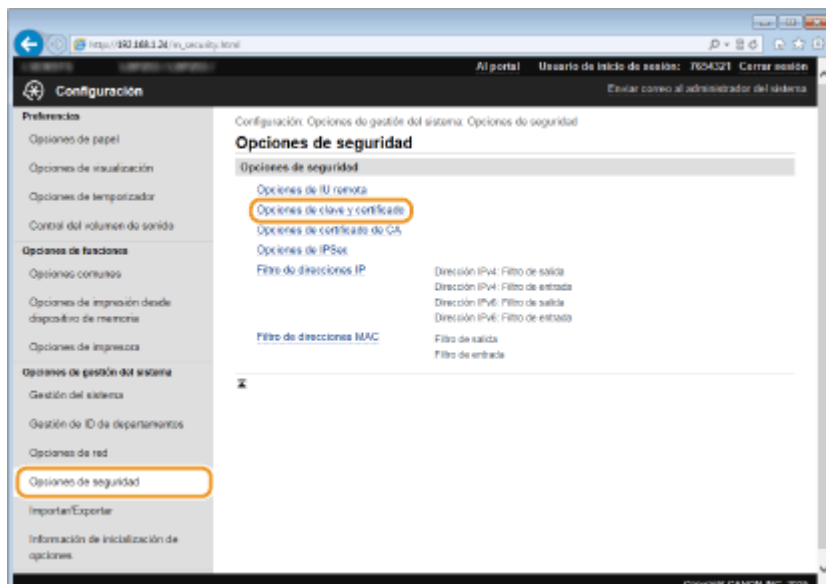 http://192.168.1.24/m_security.html
Al portal Usuario de inicio de sesión: 7654321 Cerrar sesión
Configuración
Enviar correo al administrador del sistema
Preferencias
Opciones de papel
Opciones de visualización
Opciones de temporizador
Control del volumen de sonido
Opciones de funciones
Opciones comunes
Opciones de impresión desde
dispositivo de memoria
Opciones de impresora
Opciones de gestión del sistema
Gestión del sistema
Gestión de ID de departamentos
Opciones de red
Opciones de seguridad
Importar/Exportar
Información de inicialización de
opciones
Configuración: Opciones de gestión del sistema: Opciones de seguridad
Opciones de seguridad
Opciones de seguridad
Opciones de IU remota
Opciones de clave y certificado
Opciones de certificado de CA
Opciones de IPSec
Filtro de direcciones IP
Dirección IPv4: Filtro de salida
Dirección IPv4: Filtro de entrada
Dirección IPv6: Filtro de salida
Dirección IPv6: Filtro de entrada
Filtro de direcciones MAC
Filtro de salida
Filtro de entrada